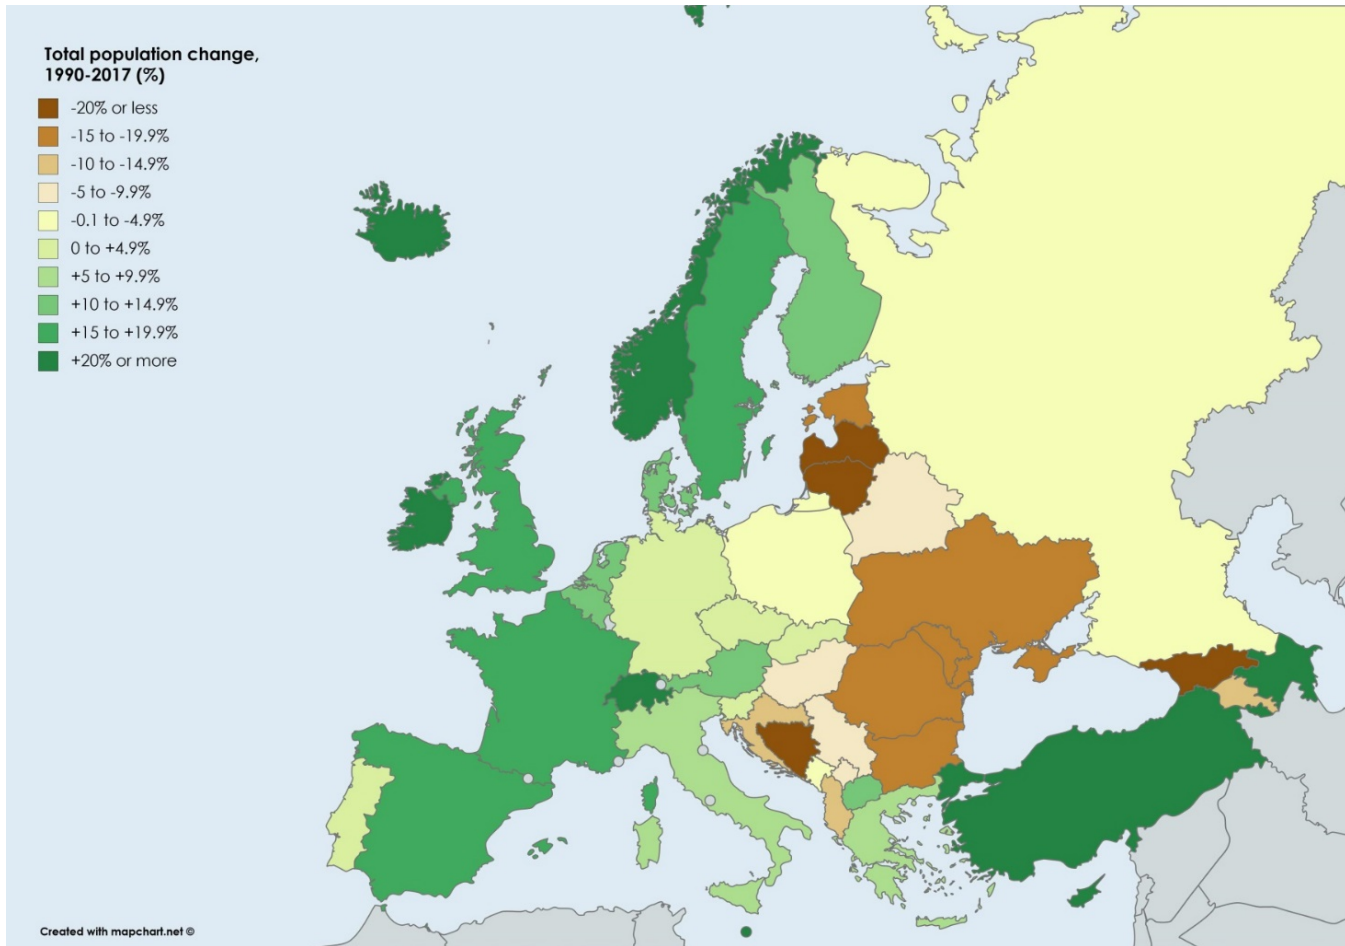 Total population change,
1990-2017 (%)
-20% or less
-15 to -19.9%
-10 to -14.9%
-5 to -9.9%
-0.1 to -4.9%
0 to +4.9%
+5 to +9.9%
+10 to +14.9%
+15 to +19.9%
+20% or more
Created with mapchart.net ©